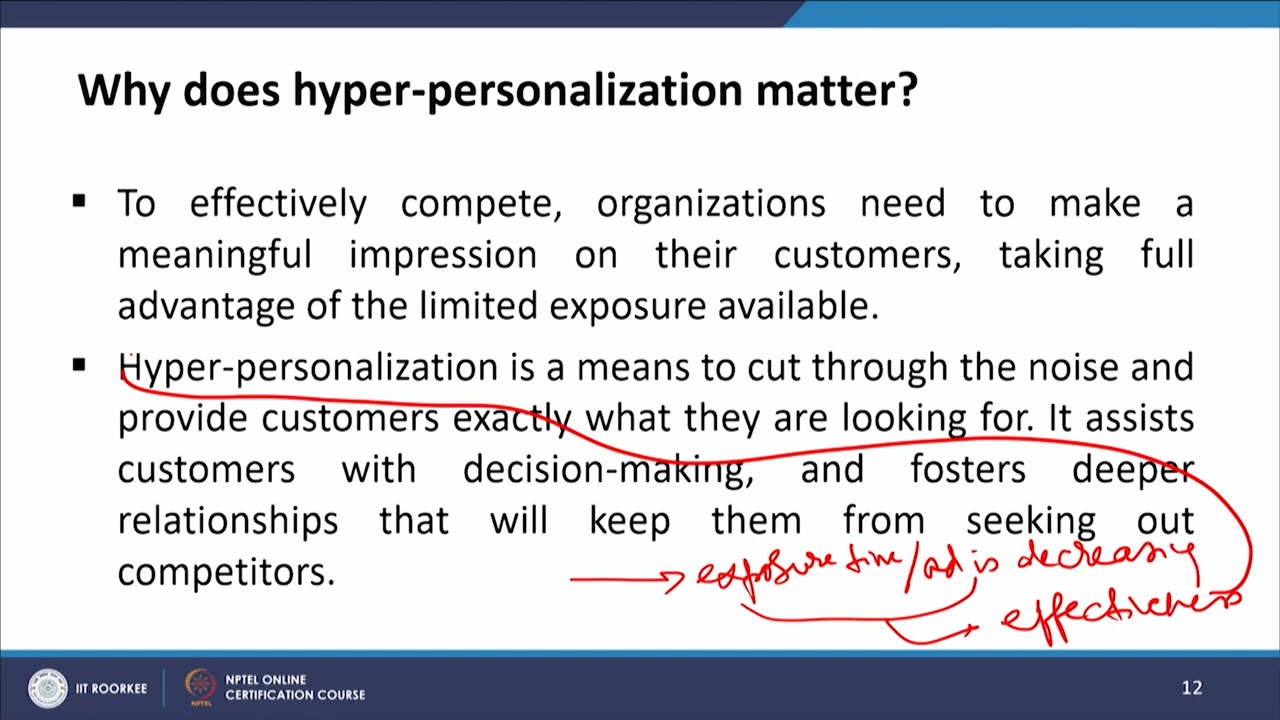 Why does hyper-personalization matter?
▪ To effectively compete, organizations need to make a
meaningful impression on their customers, taking full
advantage of the limited exposure available.
▪ Hyper-personalization is a means to cut through the noise and
provide customers exactly what they are looking for. It assists
customers with decision-making, and fosters deeper
relationships that will keep them from seeking out
competitors.
→ exposure time/ad is decreasing
→ effectiveness
IIT ROORKEE
NPTEL ONLINE
CERTIFICATION COURSE
NPTEL
12